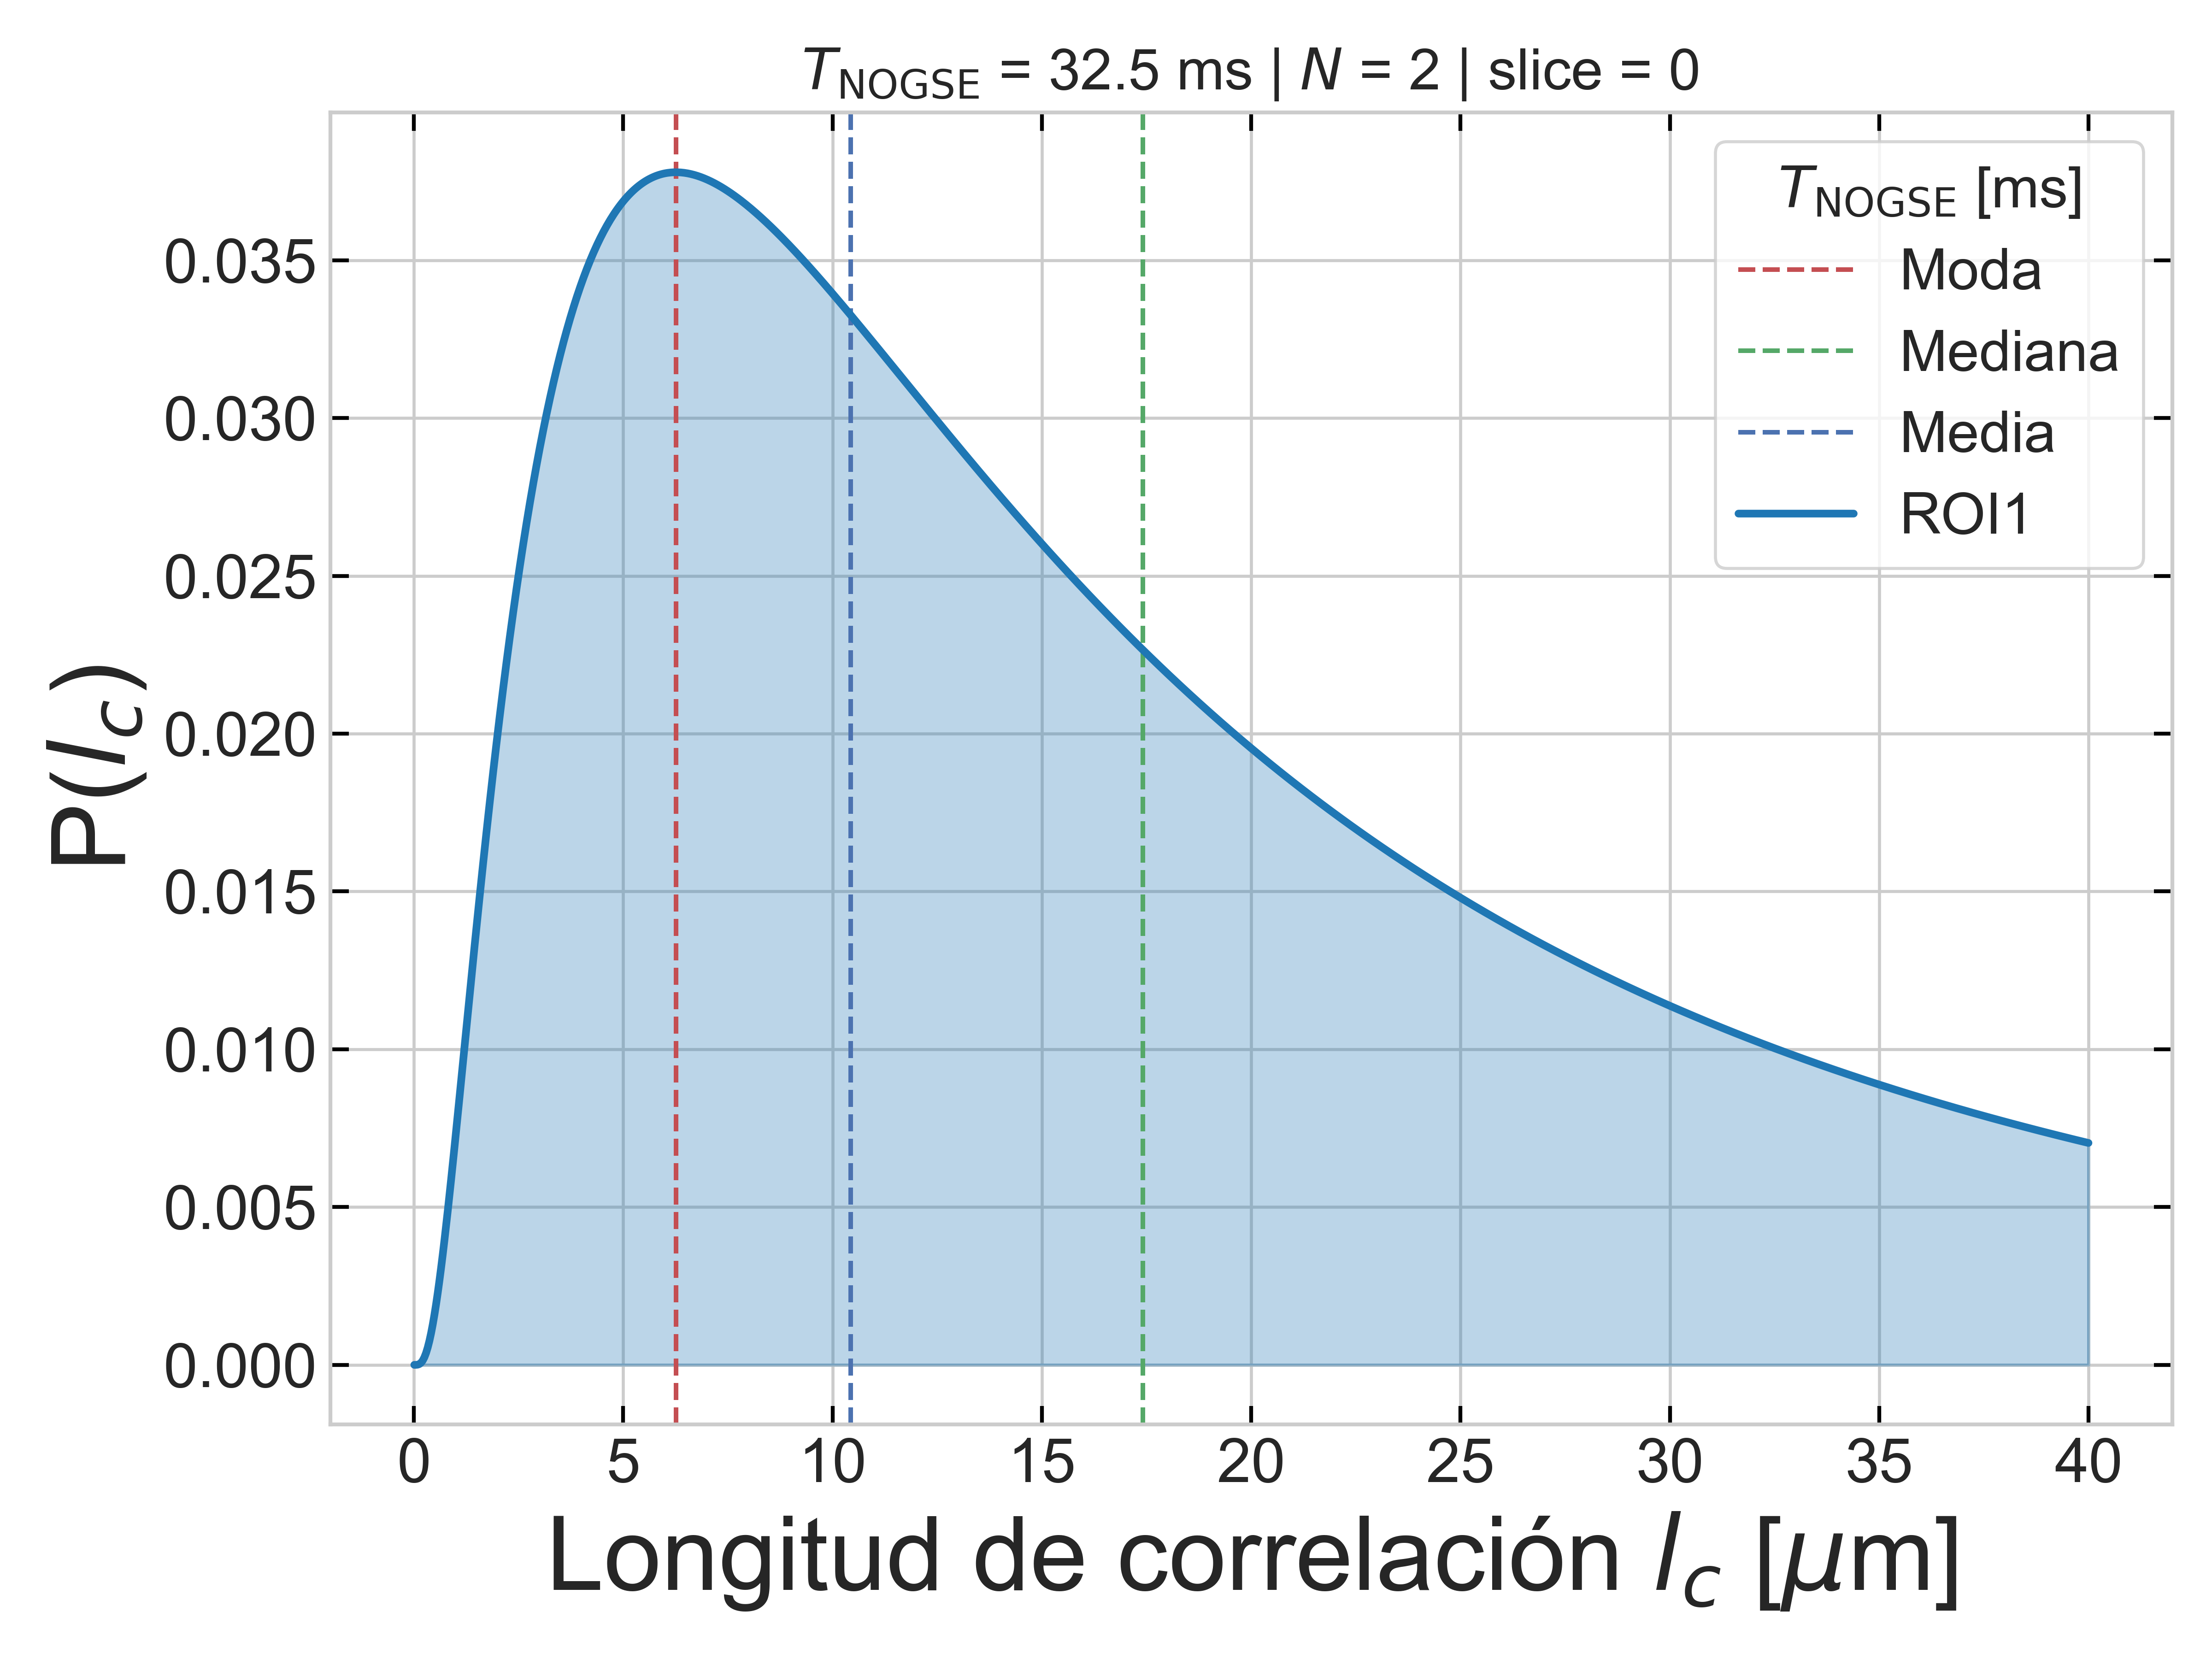 T_NOGSE = 32.5 ms | N = 2 | slice = 0
T_NOGSE [ms]
Moda
Mediana
Media
ROI1
P(l_c)
0.035
0.030
0.025
0.020
0.015
0.010
0.005
0.000
0 5 10 15 20 25 30 35 40
Longitud de correlación l_c [μm]